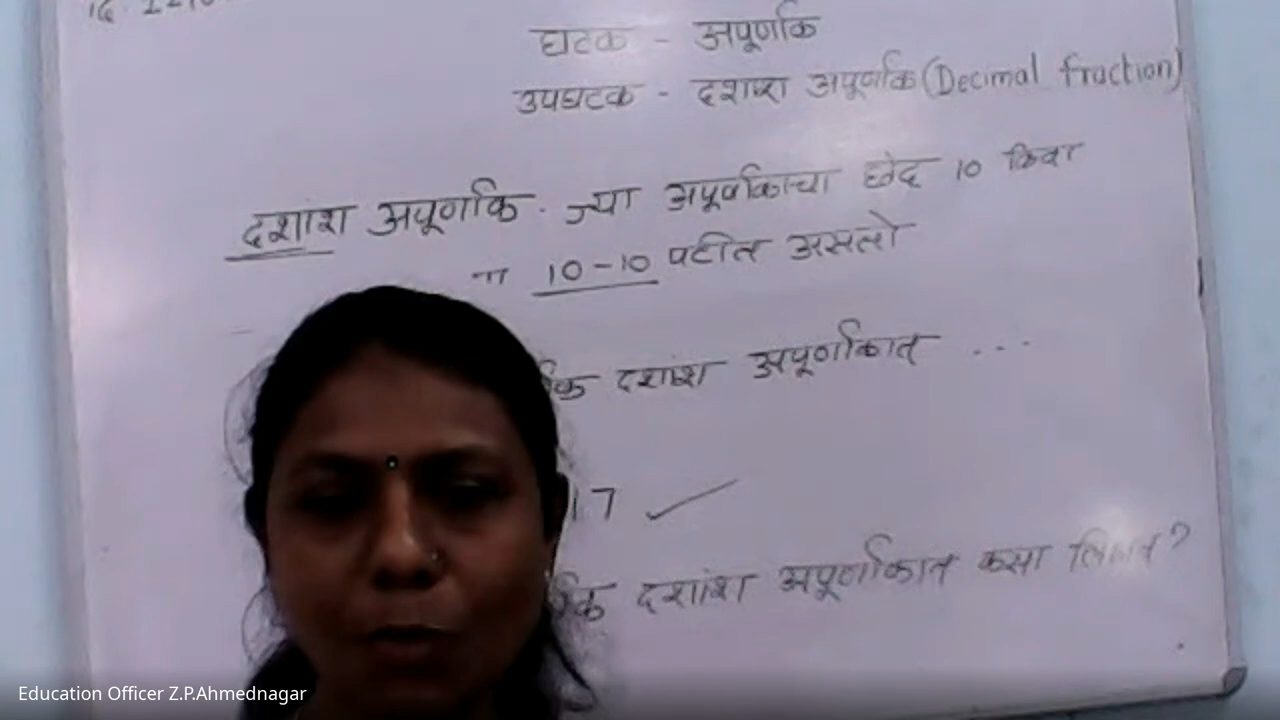 दि.
घटक - अपूर्णांक
उपघटक - दशांश अपूर्णांक (Decimal fraction)
दशांश अपूर्णांक - ज्या अपूर्णांकाचा छेद 10 किंवा
10-10 पटीत असतो
दशांश अपूर्णांकात ...
17
दशांश अपूर्णांकात कसा
Education Officer Z.P.Ahmednagar